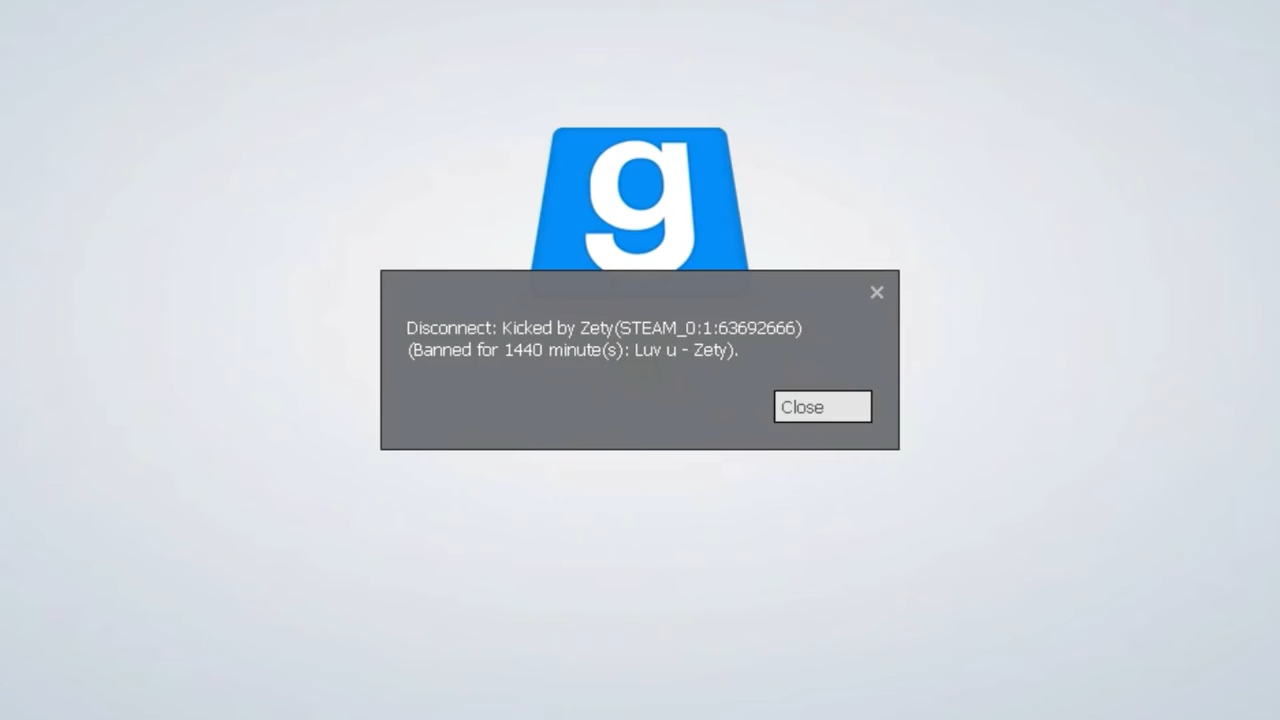 g
Disconnect: Kicked by Zety(STEAM_0:1:63692666)
(Banned for 1440 minute(s): Luv u - Zety).
Close